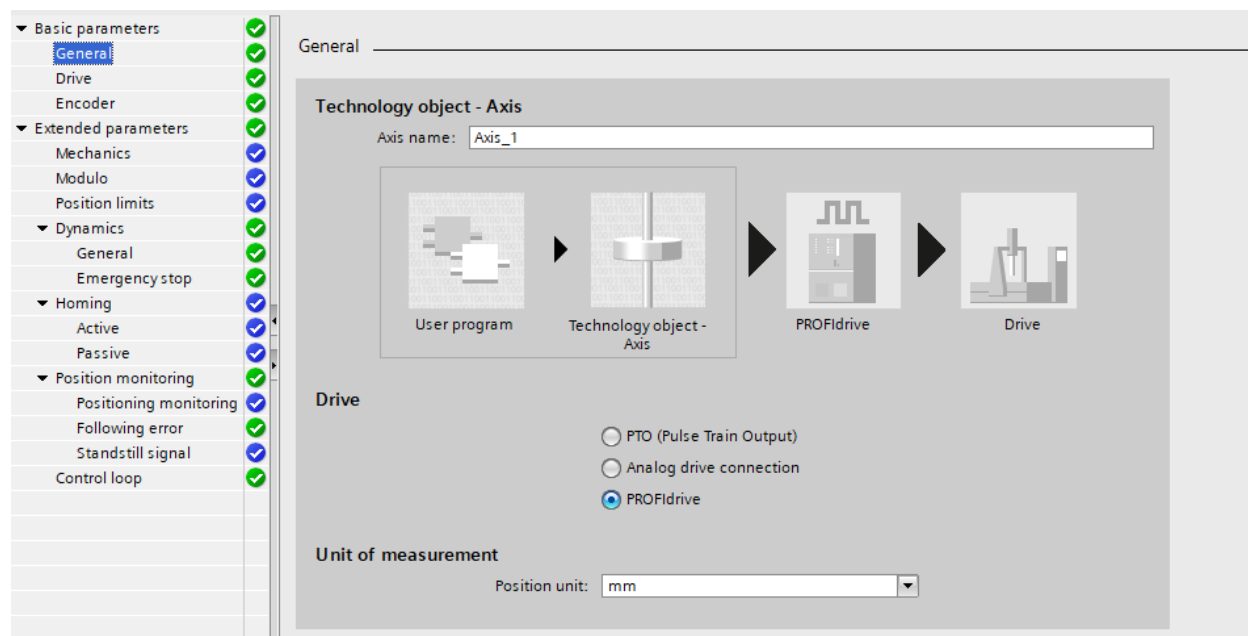 Basic parameters
General
Drive
Encoder
Extended parameters
Mechanics
Modulo
Position limits
Dynamics
General
Emergency stop
Homing
Active
Passive
Position monitoring
Positioning monitoring
Following error
Standstill signal
Control loop
General
Technology object - Axis
Axis name: Axis_1
User program
Technology object -
Axis
PROFIdrive
Drive
Drive
PTO (Pulse Train Output)
Analog drive connection
PROFIdrive
Unit of measurement
Position unit: mm